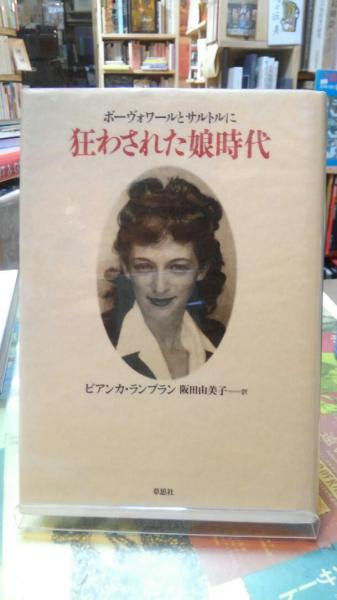 ボーヴォワールとサルトルに
狂わされた娘時代
ビアンカ・ランブラン 阪田由美子──訳
草思社